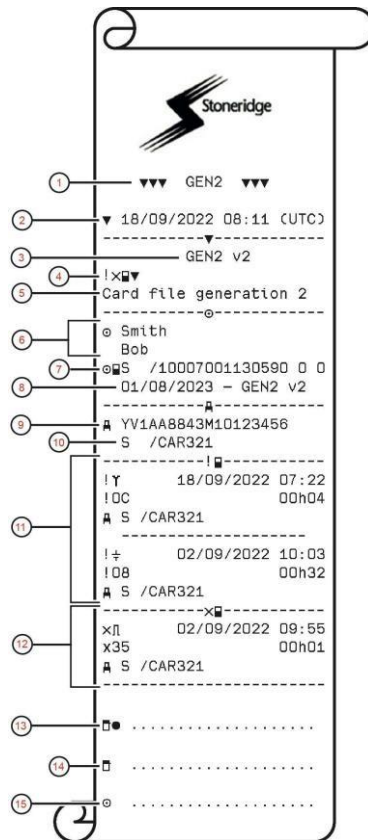 Stoneridge
1 ▼▼▼ GEN2 ▼▼▼
2 ▼ 18/09/2022 08:11 (UTC)
3 GEN2 v2
4 !×▼
5 Card file generation 2
6 Smith
Bob
7 S /10007001130590 0 0
8 01/08/2023 - GEN2 v2
9 YV1AA8843M10123456
10 S /CAR321
11 ! 18/09/2022 07:22
!0C 00h04
S /CAR321
!÷ 02/09/2022 10:03
!08 00h32
S /CAR321
12 × 02/09/2022 09:55
x35 00h01
S /CAR321
13 ....................
14 ....................
15 ....................